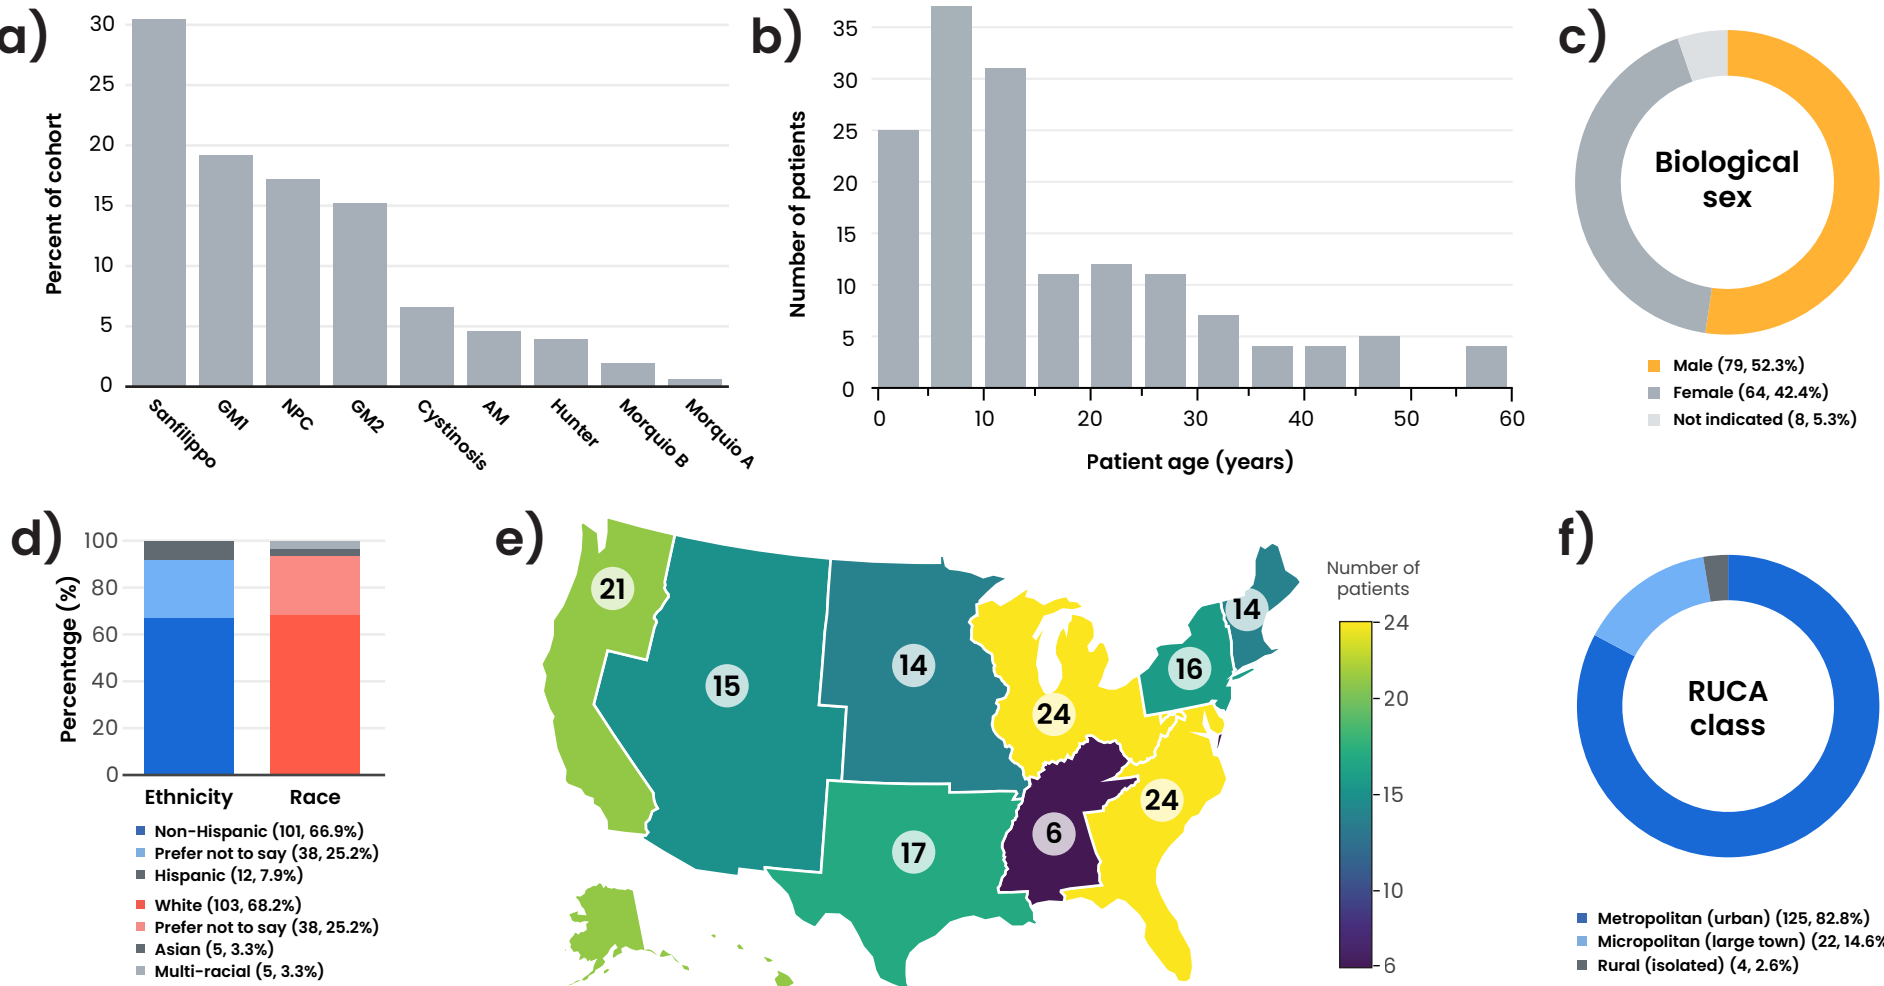 a)
30
25
20
15
10
5
0
Percent of cohort
Sanfilippo
GM1
NPC
GM2
Cystinosis
AM
Hunter
Morquio B
Morquio A
b)
35
30
25
20
15
10
5
0
Number of patients
0 10 20 30 40 50 60
Patient age (years)
c)
Biological
sex
Male (79, 52.3%)
Female (64, 42.4%)
Not indicated (8, 5.3%)
d)
100
80
60
40
20
0
Percentage (%)
Ethnicity Race
Non-Hispanic (101, 66.9%)
Prefer not to say (38, 25.2%)
Hispanic (12, 7.9%)
White (103, 68.2%)
Prefer not to say (38, 25.2%)
Asian (5, 3.3%)
Multi-racial (5, 3.3%)
e)
21
15
14
24
16
14
24
6
17
Number of
patients
24
20
15
10
6
f)
RUCA
class
Metropolitan (urban) (125, 82.8%)
Micropolitan (large town) (22, 14.6%
Rural (isolated) (4, 2.6%)